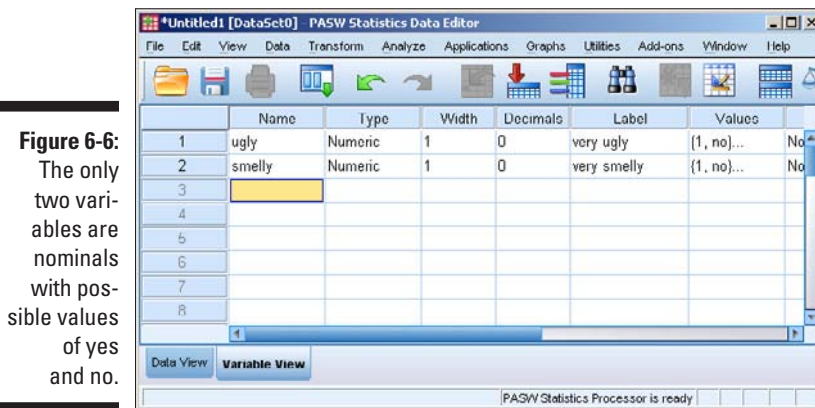 Figure 6-6:
The only
two vari-
ables are
nominals
with pos-
sible values
of yes
and no.
*Untitled1 [DataSet0] - PASW Statistics Data Editor
File Edit View Data Transform Analyze Applications Graphs Utilities Add-ons Window Help
Name Type Width Decimals Label Values
1 ugly Numeric 1 0 very ugly {1, no}... No
2 smelly Numeric 1 0 very smelly {1, no}... No
3
4
5
6
7
8
Data View Variable View
PASW Statistics Processor is ready